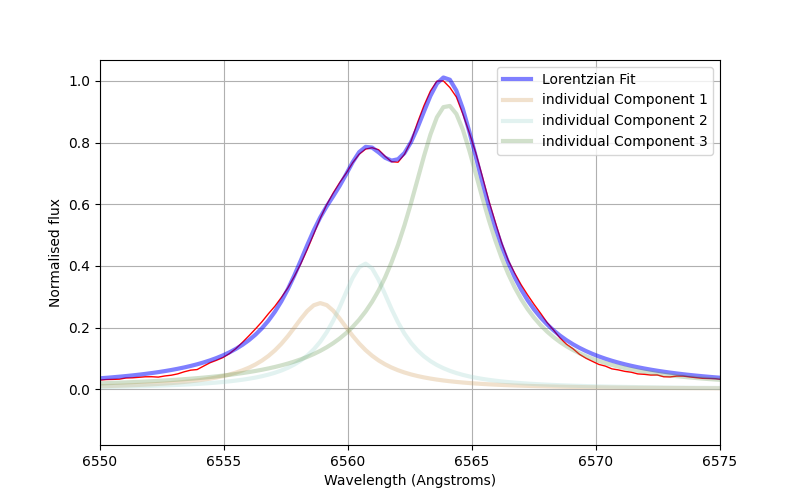 1.0
0.8
0.6
0.4
0.2
0.0
Normalised flux
Lorentzian Fit
individual Component 1
individual Component 2
individual Component 3
6550 6555 6560 6565 6570 6575
Wavelength (Angstroms)